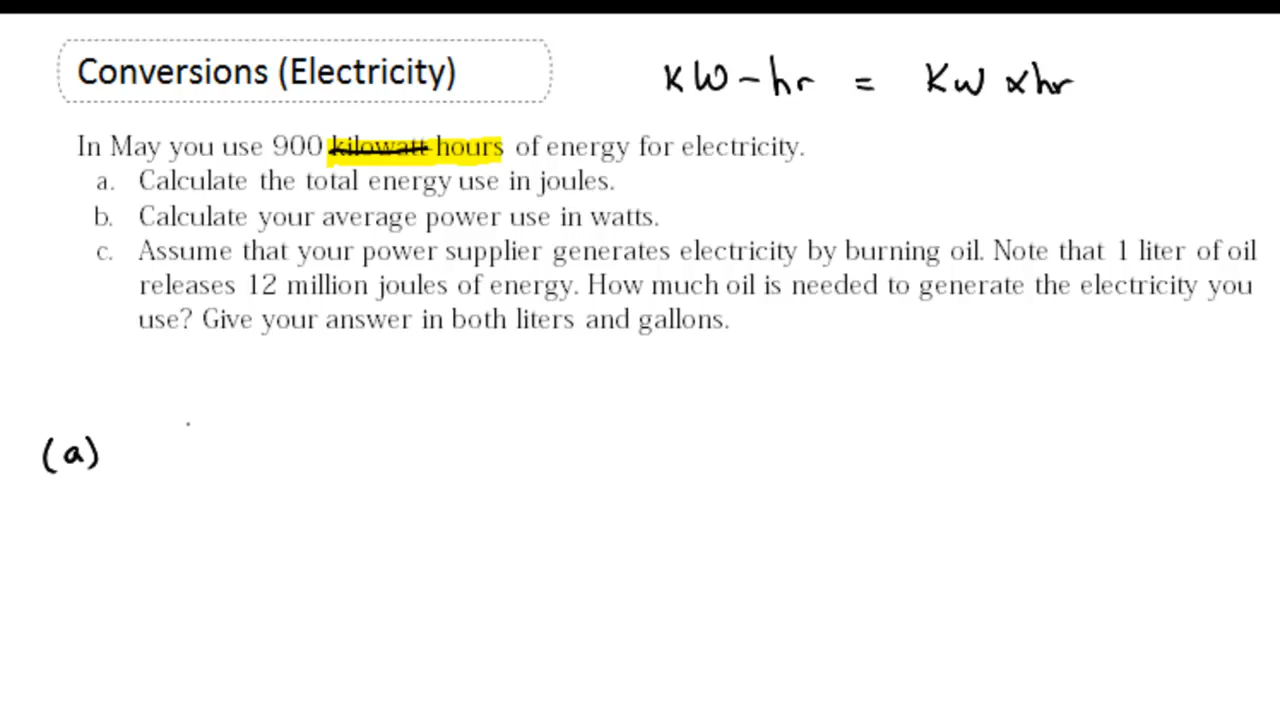 Conversions (Electricity)
KW-hr = KW x hr
In May you use 900 kilowatt hours of energy for electricity.
a. Calculate the total energy use in joules.
b. Calculate your average power use in watts.
c. Assume that your power supplier generates electricity by burning oil. Note that 1 liter of oil
releases 12 million joules of energy. How much oil is needed to generate the electricity you
use? Give your answer in both liters and gallons.
(a)